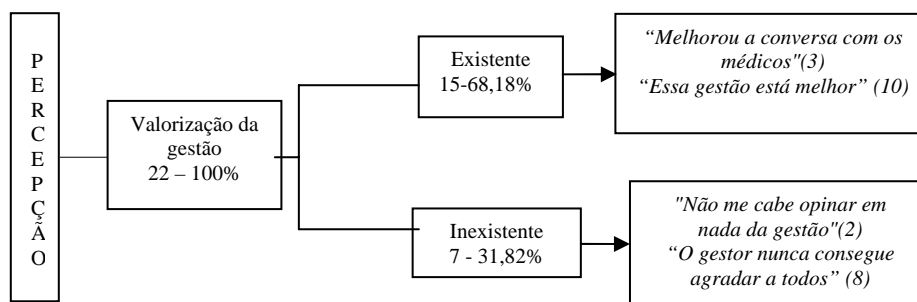 PERCEPÇÃO
Valorização da
gestão
22 – 100%
Existente
15-68,18%
“Melhorou a conversa com os
médicos"(3)
“Essa gestão está melhor” (10)
Inexistente
7 - 31,82%
"Não me cabe opinar em
nada da gestão"(2)
“O gestor nunca consegue
agradar a todos” (8)